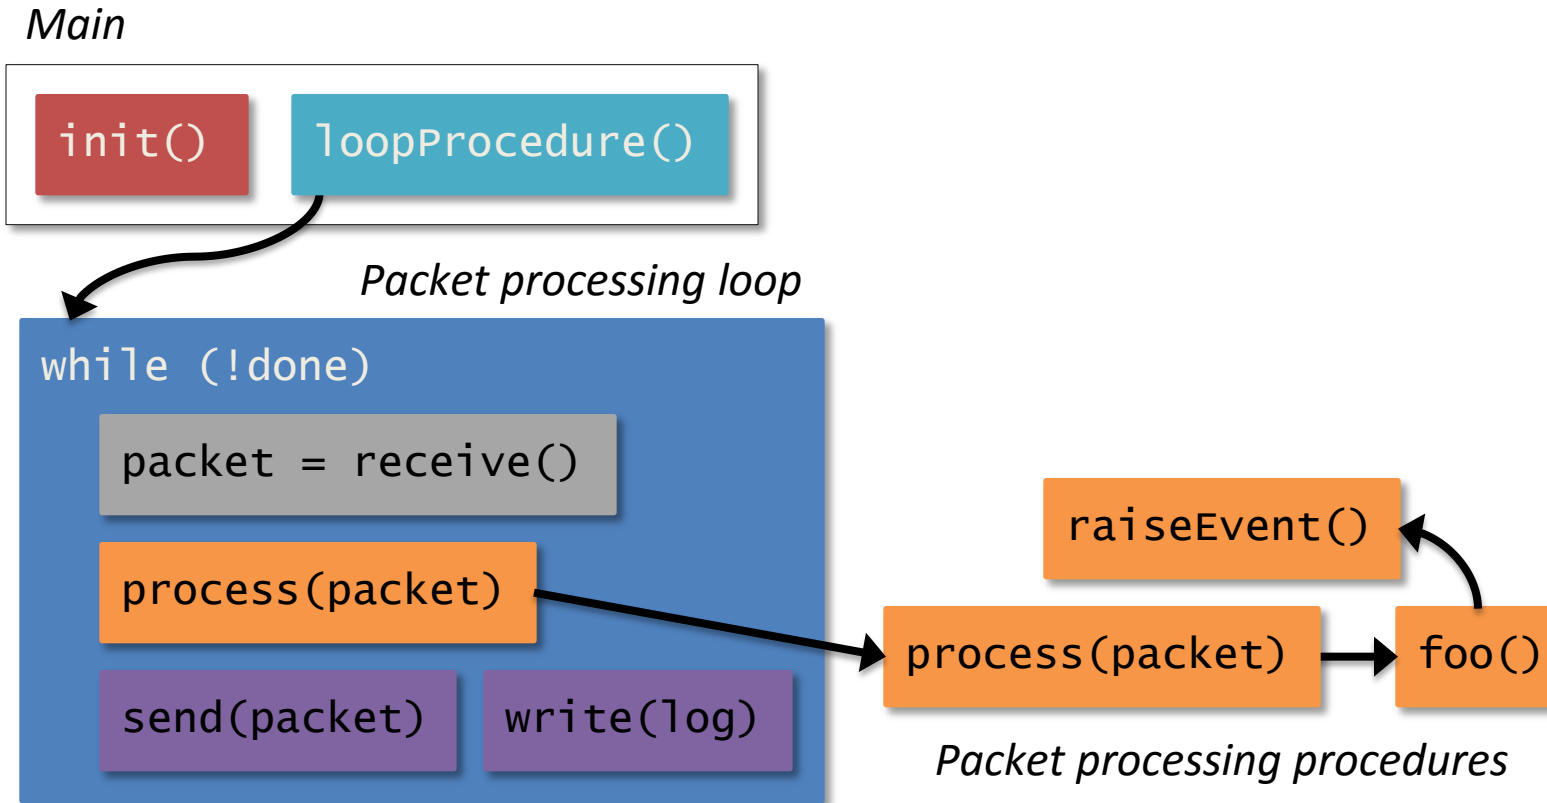 Main
init()
loopProcedure()
Packet processing loop
while (!done)
packet = receive()
process(packet)
send(packet)
write(log)
raiseEvent()
process(packet)
foo()
Packet processing procedures